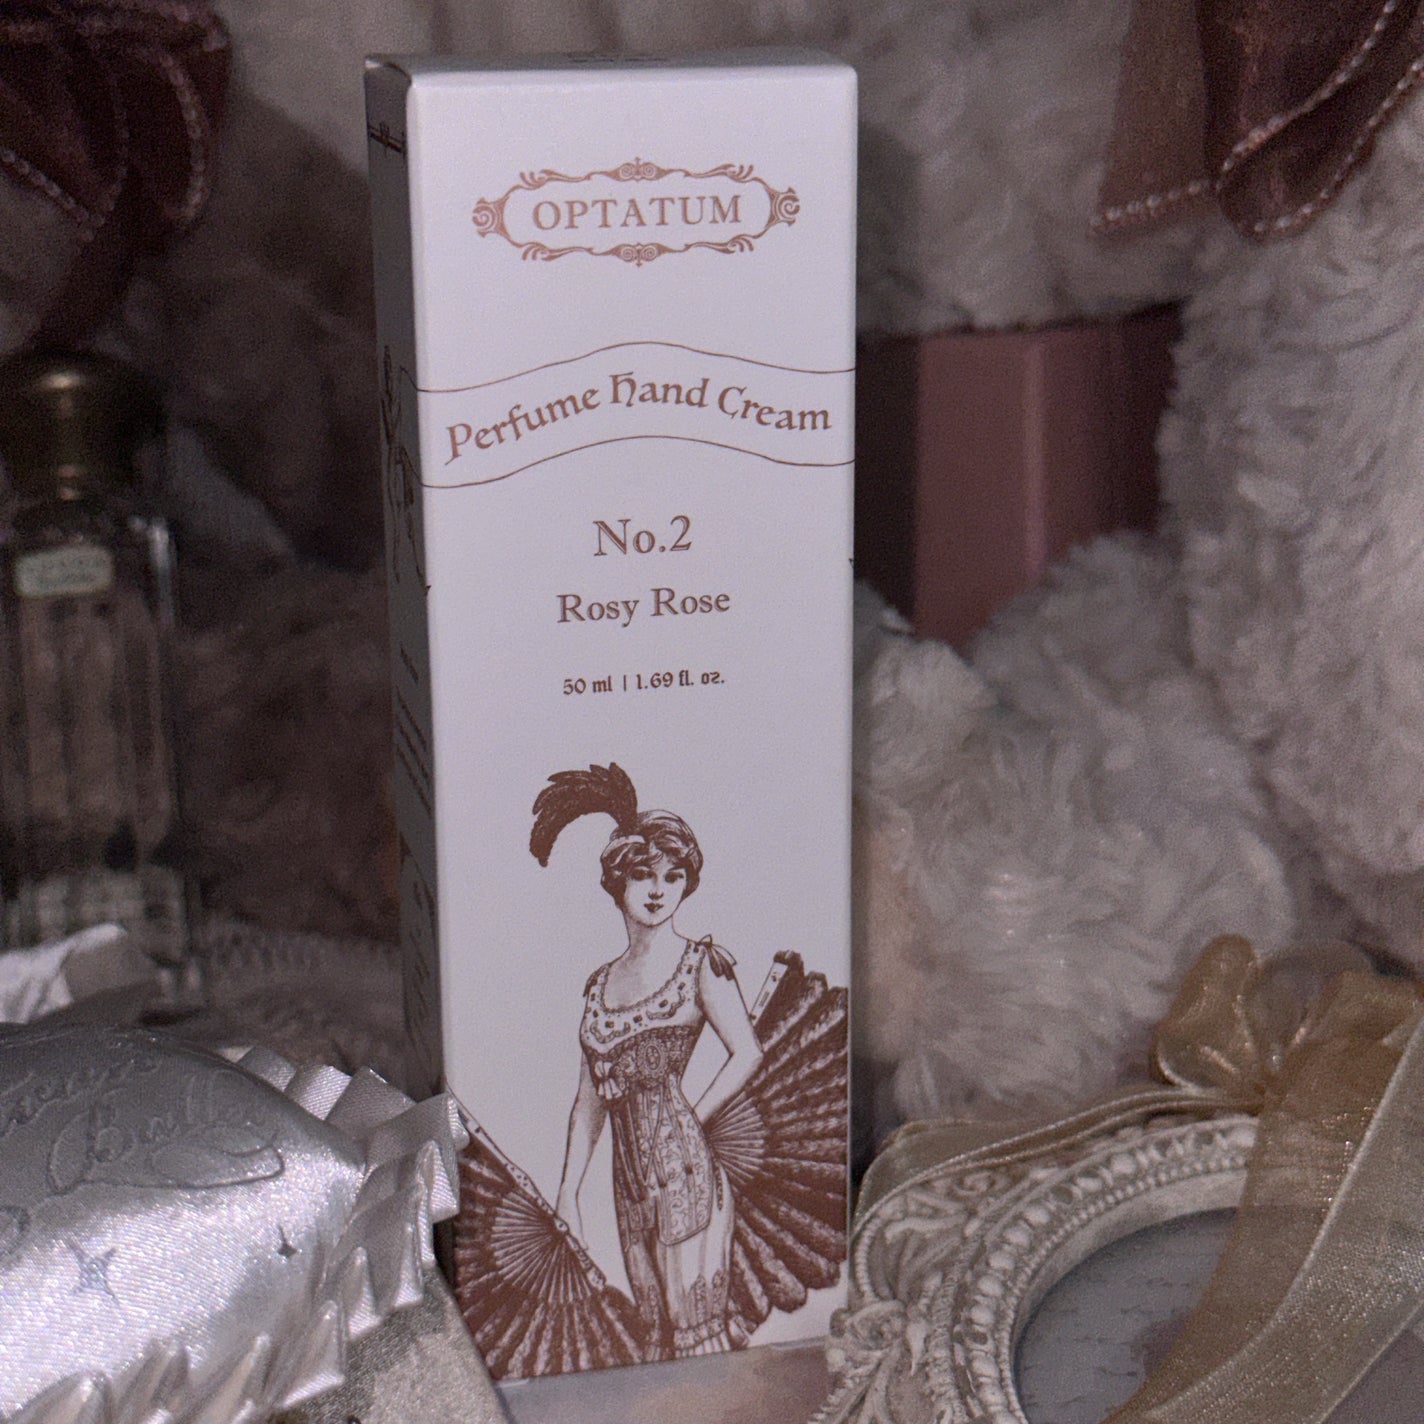 OPTATUM
Perfume Hand Cream
No.2
Rosy Rose
50 ml | 1.69 fl. oz.